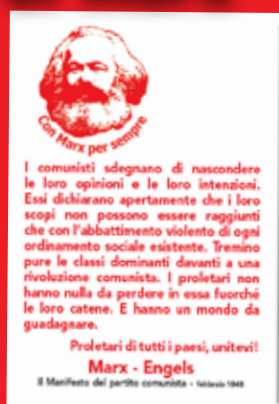 Con Marx per sempre
I comunisti sdegnano di nascondere
le loro opinioni e le loro intenzioni.
Essi dichiarano apertamente che i loro
scopi non possono essere raggiunti
che con l'abbattimento violento di ogni
ordinamento sociale esistente. Tremino
pure le classi dominanti davanti a una
rivoluzione comunista. I proletari non
hanno nulla da perdere in essa fuorché
le loro catene. E hanno un mondo da
guadagnare.
Proletari di tutti i paesi, unitevi!
Marx - Engels
Il Manifesto del partito comunista - febbraio 1848